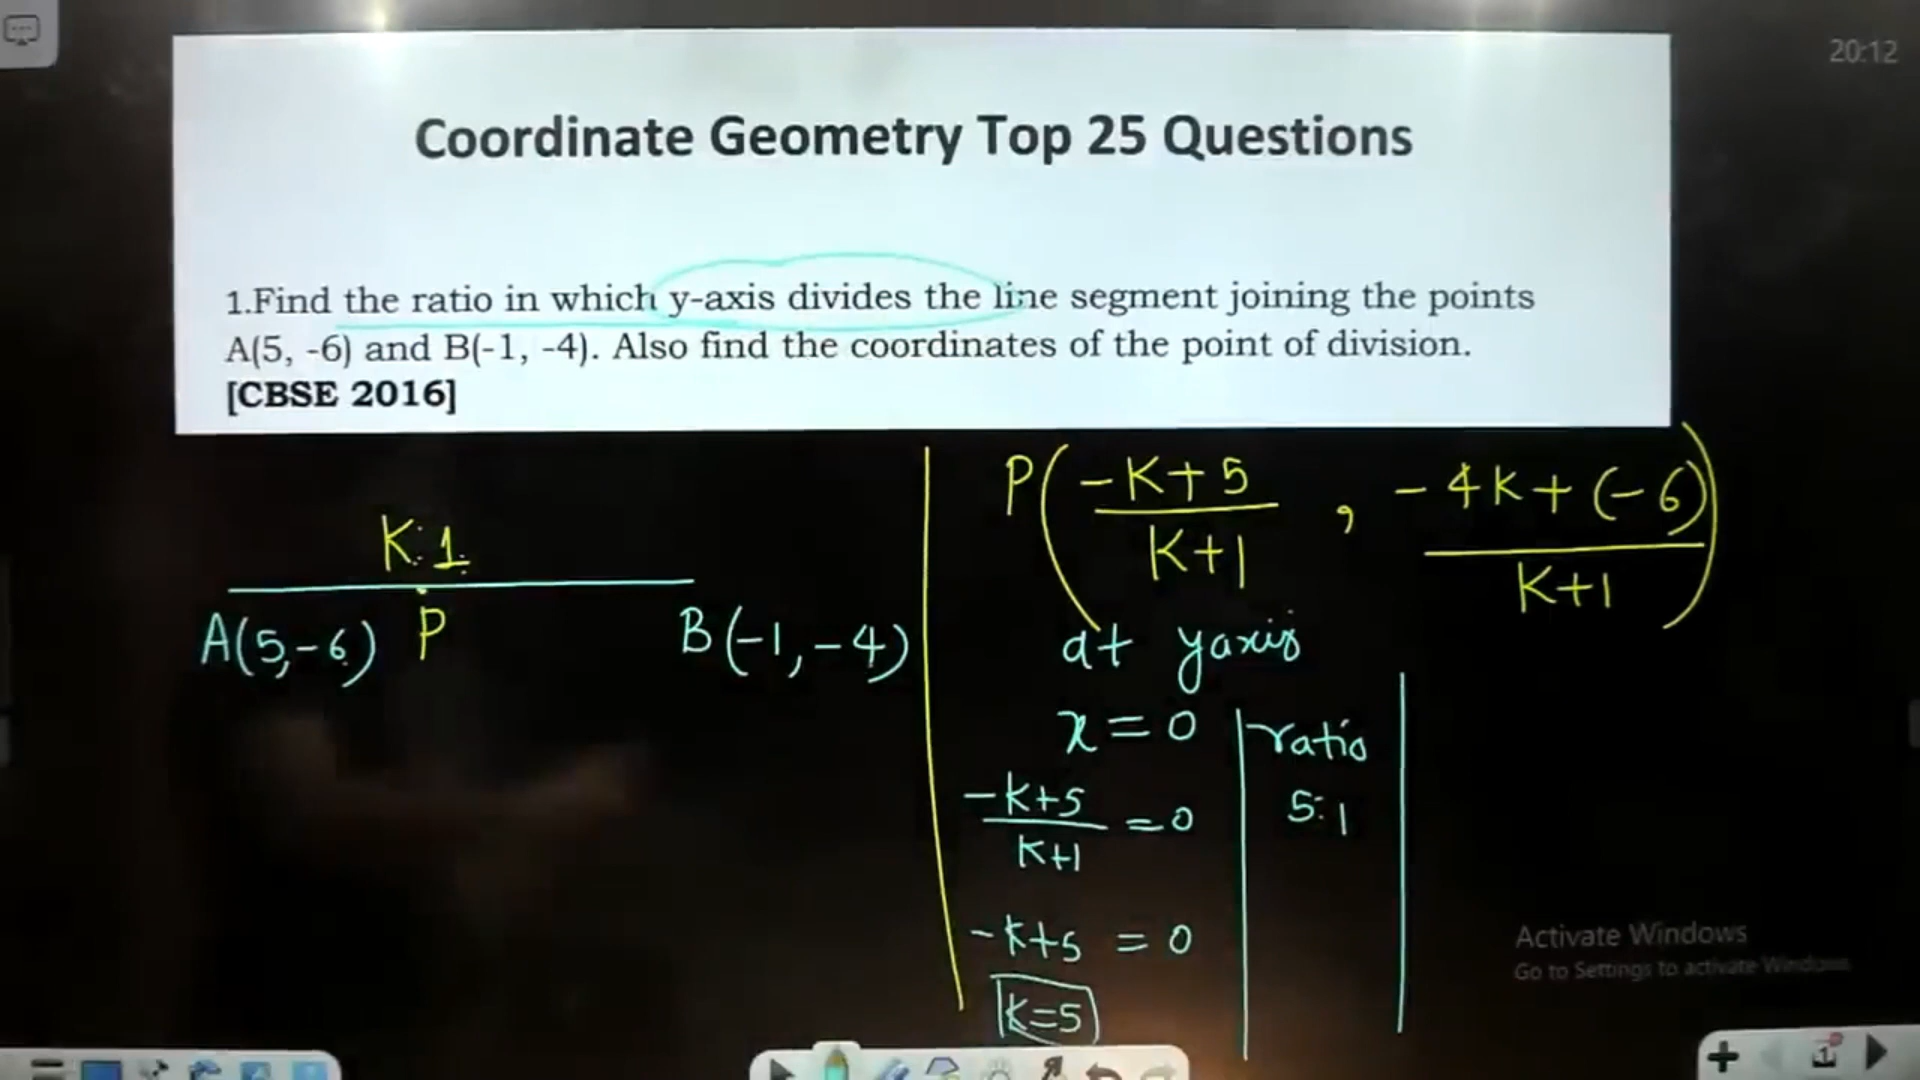 20:12
Coordinate Geometry Top 25 Questions
1.Find the ratio in which y-axis divides the line segment joining the points
A(5, -6) and B(-1, -4). Also find the coordinates of the point of division.
[CBSE 2016]
K:1
A(5,-6) P B(-1,-4)
P(-K+5/K+1, -4K+(-6)/K+1)
at yaxis
x=0
-k+5/k+1 =0
-k+5 = 0
k=5
ratio
5:1
Activate Windows
Go to Settings to activate Windows
1